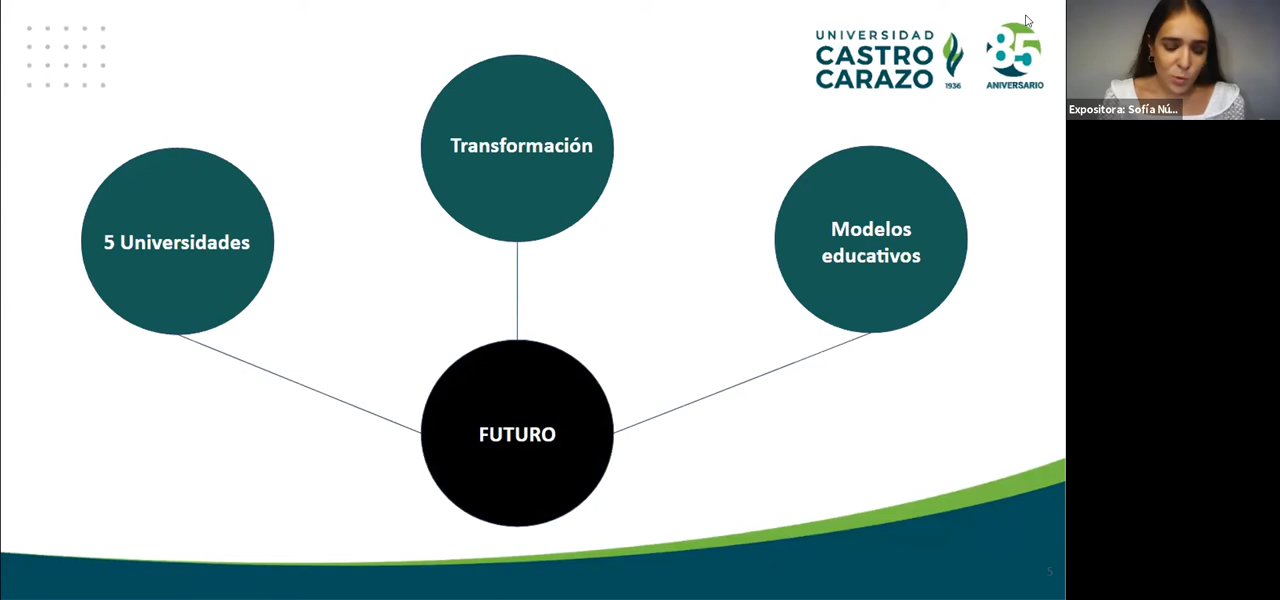 UNIVERSIDAD
CASTRO
CARAZO
1936
85
ANIVERSARIO
Expositora: Sofía Nú...
Transformación
5 Universidades
Modelos
educativos
FUTURO
5